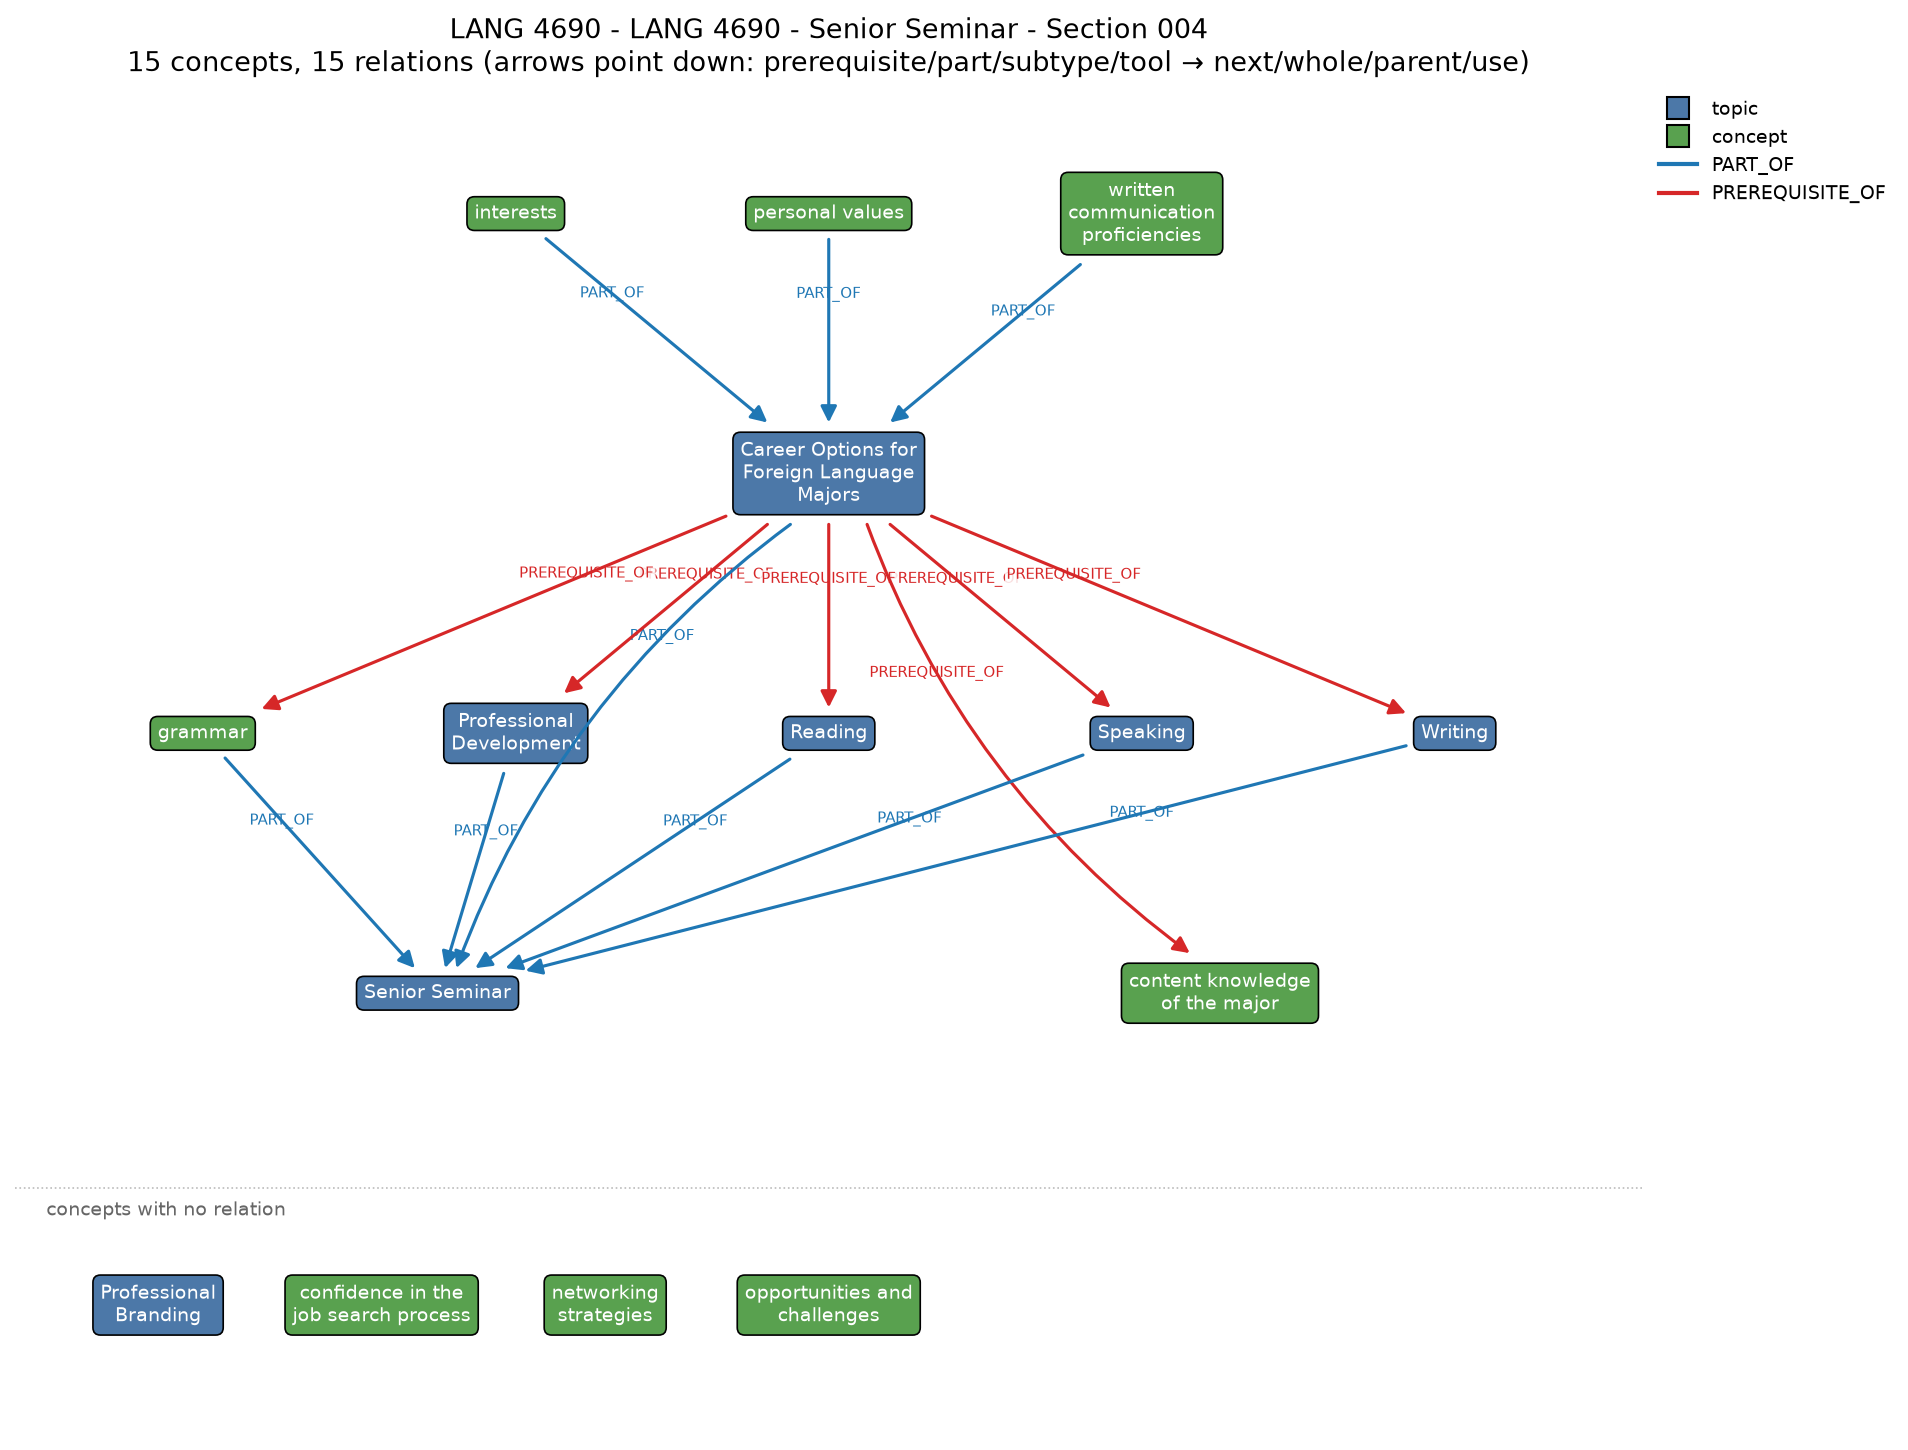 LANG 4690 - LANG 4690 - Senior Seminar - Section 004
15 concepts, 15 relations (arrows point down: prerequisite/part/subtype/tool → next/whole/parent/use)
topic
concept
PART_OF
PREREQUISITE_OF
interests
personal values
written
communication
proficiencies
PART_OF
PART_OF
PART_OF
Career Options for
Foreign Language
Majors
PREREQUISITE_OF
REREQUISITE_OF
PREREQUISITE_OF
REREQUISITE_O
PREREQUISITE_OF
PART_OF
PREREQUISITE_OF
grammar
Professional
Development
Reading
Speaking
Writing
PART_OF
PART_OF
PART_OF
PART_OF
PART_OF
Senior Seminar
content knowledge
of the major
concepts with no relation
Professional
Branding
confidence in the
job search process
networking
strategies
opportunities and
challenges